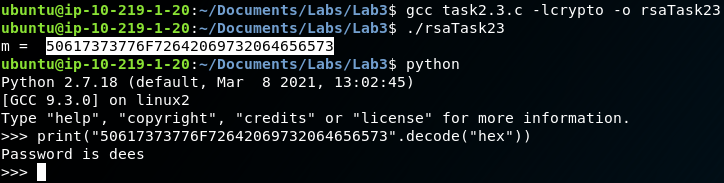 ubuntu@ip-10-219-1-20:~/Documents/Labs/Lab3$ gcc task2.3.c -lcrypto -o rsaTask23
ubuntu@ip-10-219-1-20:~/Documents/Labs/Lab3$ ./rsaTask23
m =  50617373776F72642069732064656573
ubuntu@ip-10-219-1-20:~/Documents/Labs/Lab3$ python
Python 2.7.18 (default, Mar  8 2021, 13:02:45)
[GCC 9.3.0] on linux2
Type "help", "copyright", "credits" or "license" for more information.
>>> print("50617373776F72642069732064656573".decode("hex"))
Password is dees
>>>